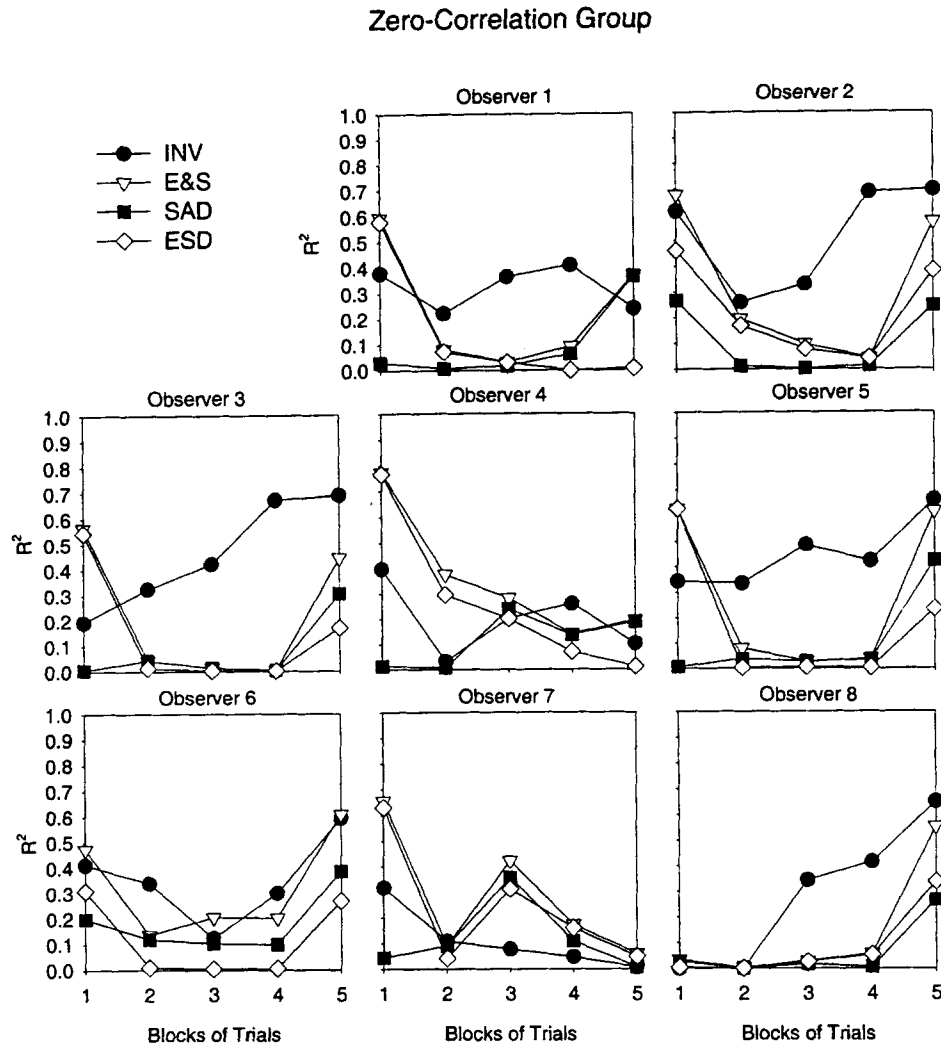 Zero-Correlation Group
INV
E&S
SAD
ESD
Observer 1
1.0
0.9
0.8
0.7
0.6
0.5
0.4
0.3
0.2
0.1
0.0
R²
Observer 2
Observer 3
1.0
0.9
0.8
0.7
0.6
0.5
0.4
0.3
0.2
0.1
0.0
R²
Observer 4
Observer 5
Observer 6
1.0
0.9
0.8
0.7
0.6
0.5
0.4
0.3
0.2
0.1
0.0
R²
1 2 3 4 5
Blocks of Trials
Observer 7
1 2 3 4 5
Blocks of Trials
Observer 8
1 2 3 4 5
Blocks of Trials